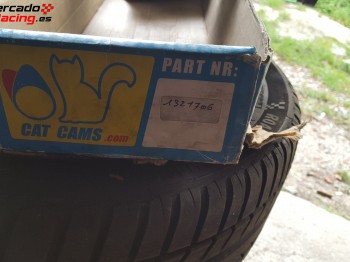 mercado
Racing.es
PART NR:
1321706
CAT CAMS.com